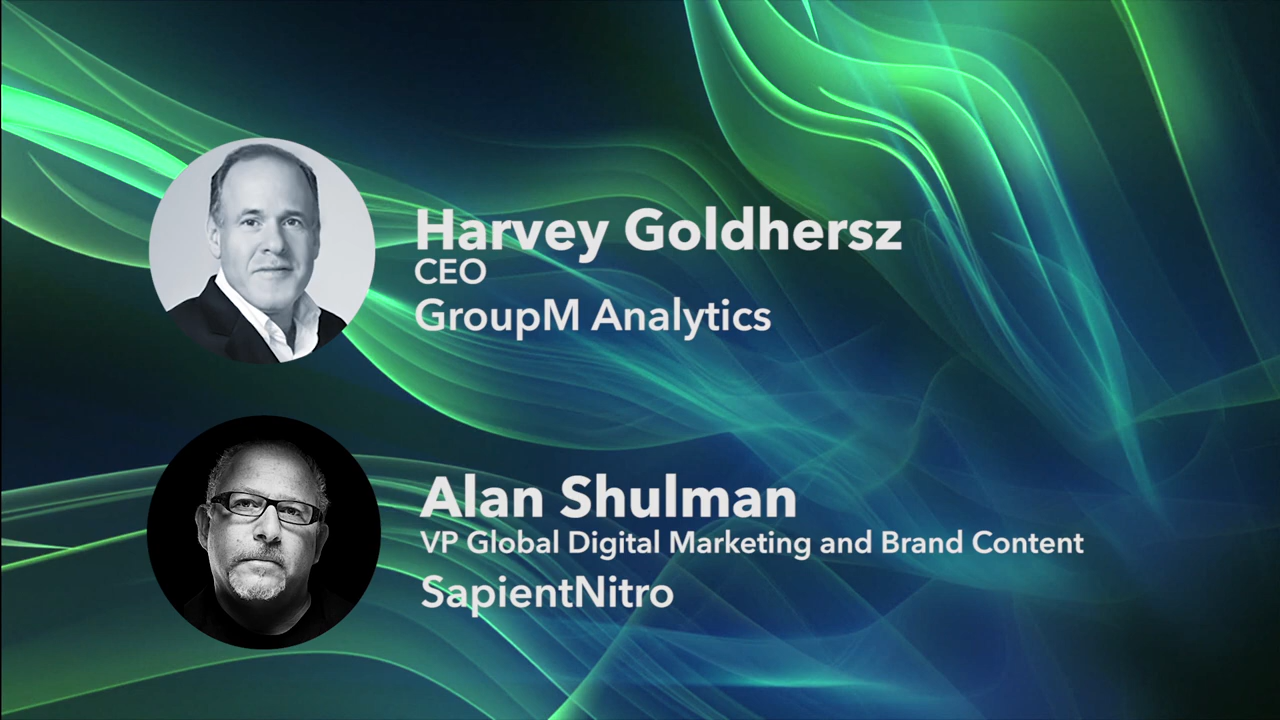 Harvey Goldhersz
CEO
GroupM Analytics
Alan Shulman
VP Global Digital Marketing and Brand Content
SapientNitro